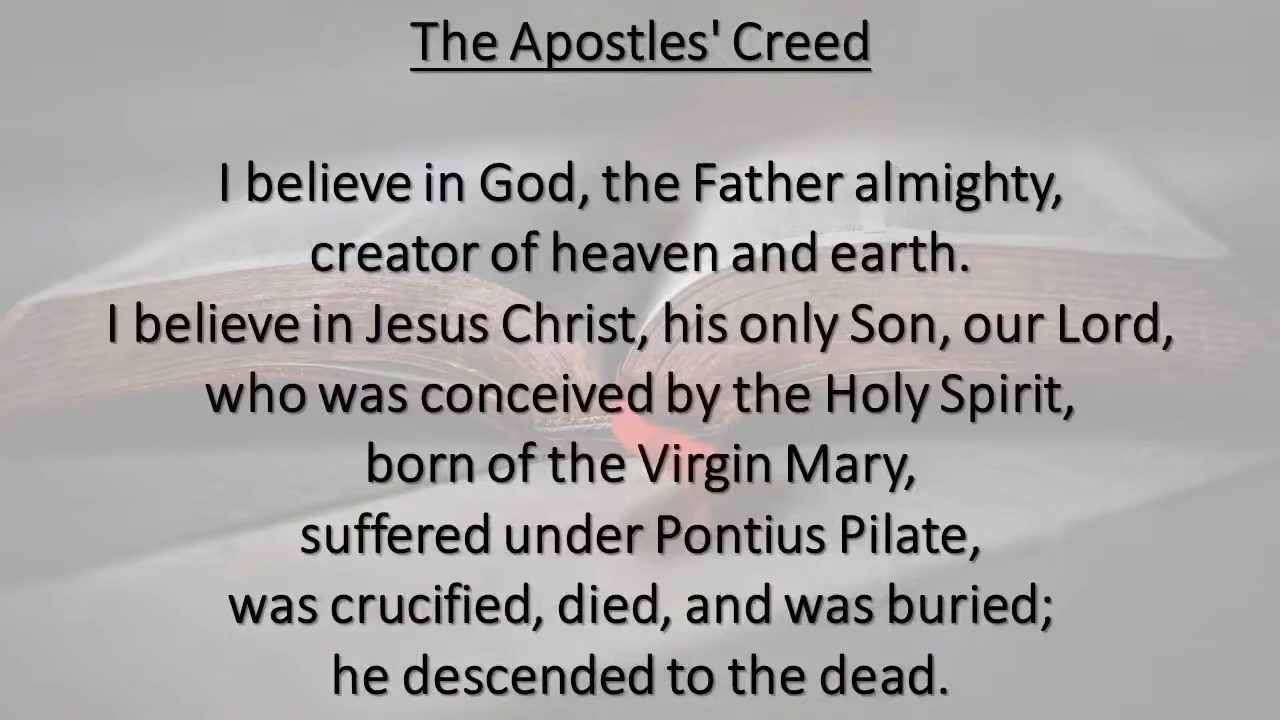 The Apostles' Creed
I believe in God, the Father almighty,
creator of heaven and earth.
I believe in Jesus Christ, his only Son, our Lord,
who was conceived by the Holy Spirit,
born of the Virgin Mary,
suffered under Pontius Pilate,
was crucified, died, and was buried;
he descended to the dead.